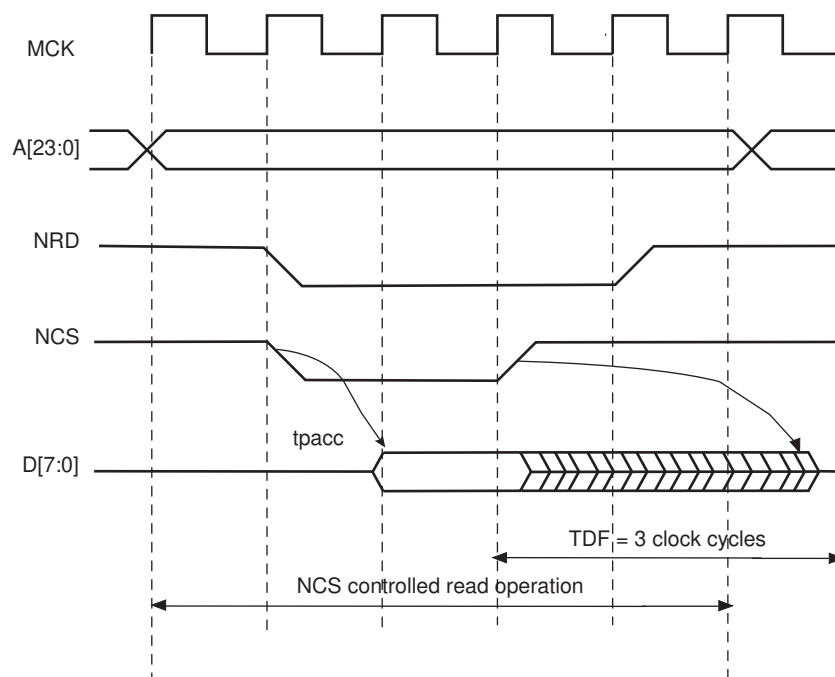 MCK
A[23:0]
NRD
NCS
tpacc
D[7:0]
TDF = 3 clock cycles
NCS controlled read operation